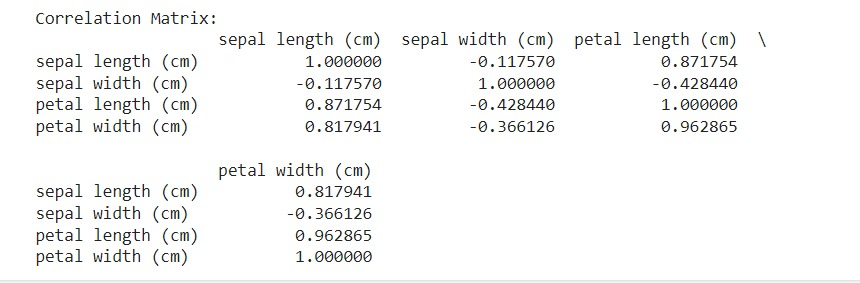 Correlation Matrix:
sepal length (cm) sepal width (cm) petal length (cm) \
sepal length (cm) 1.000000 -0.117570 0.871754
sepal width (cm) -0.117570 1.000000 -0.428440
petal length (cm) 0.871754 -0.428440 1.000000
petal width (cm) 0.817941 -0.366126 0.962865
petal width (cm)
sepal length (cm) 0.817941
sepal width (cm) -0.366126
petal length (cm) 0.962865
petal width (cm) 1.000000